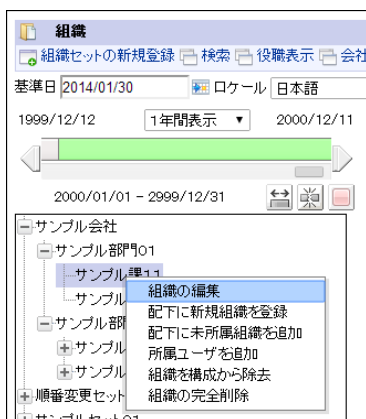 組織
組織セットの新規登録 検索 役職表示 会社
基準日 2014/01/30 ロケール 日本語
1999/12/12 1年間表示 ▼ 2000/12/11
2000/01/01 - 2999/12/31
サンプル会社
サンプル部門01
サンプル課11
サンプル
サンプル部
サンプル
サンプル
順番変更セット
サンプルセット01
組織の編集
配下に新規組織を登録
配下に未所属組織を追加
所属ユーザを追加
組織を構成から除去
組織の完全削除